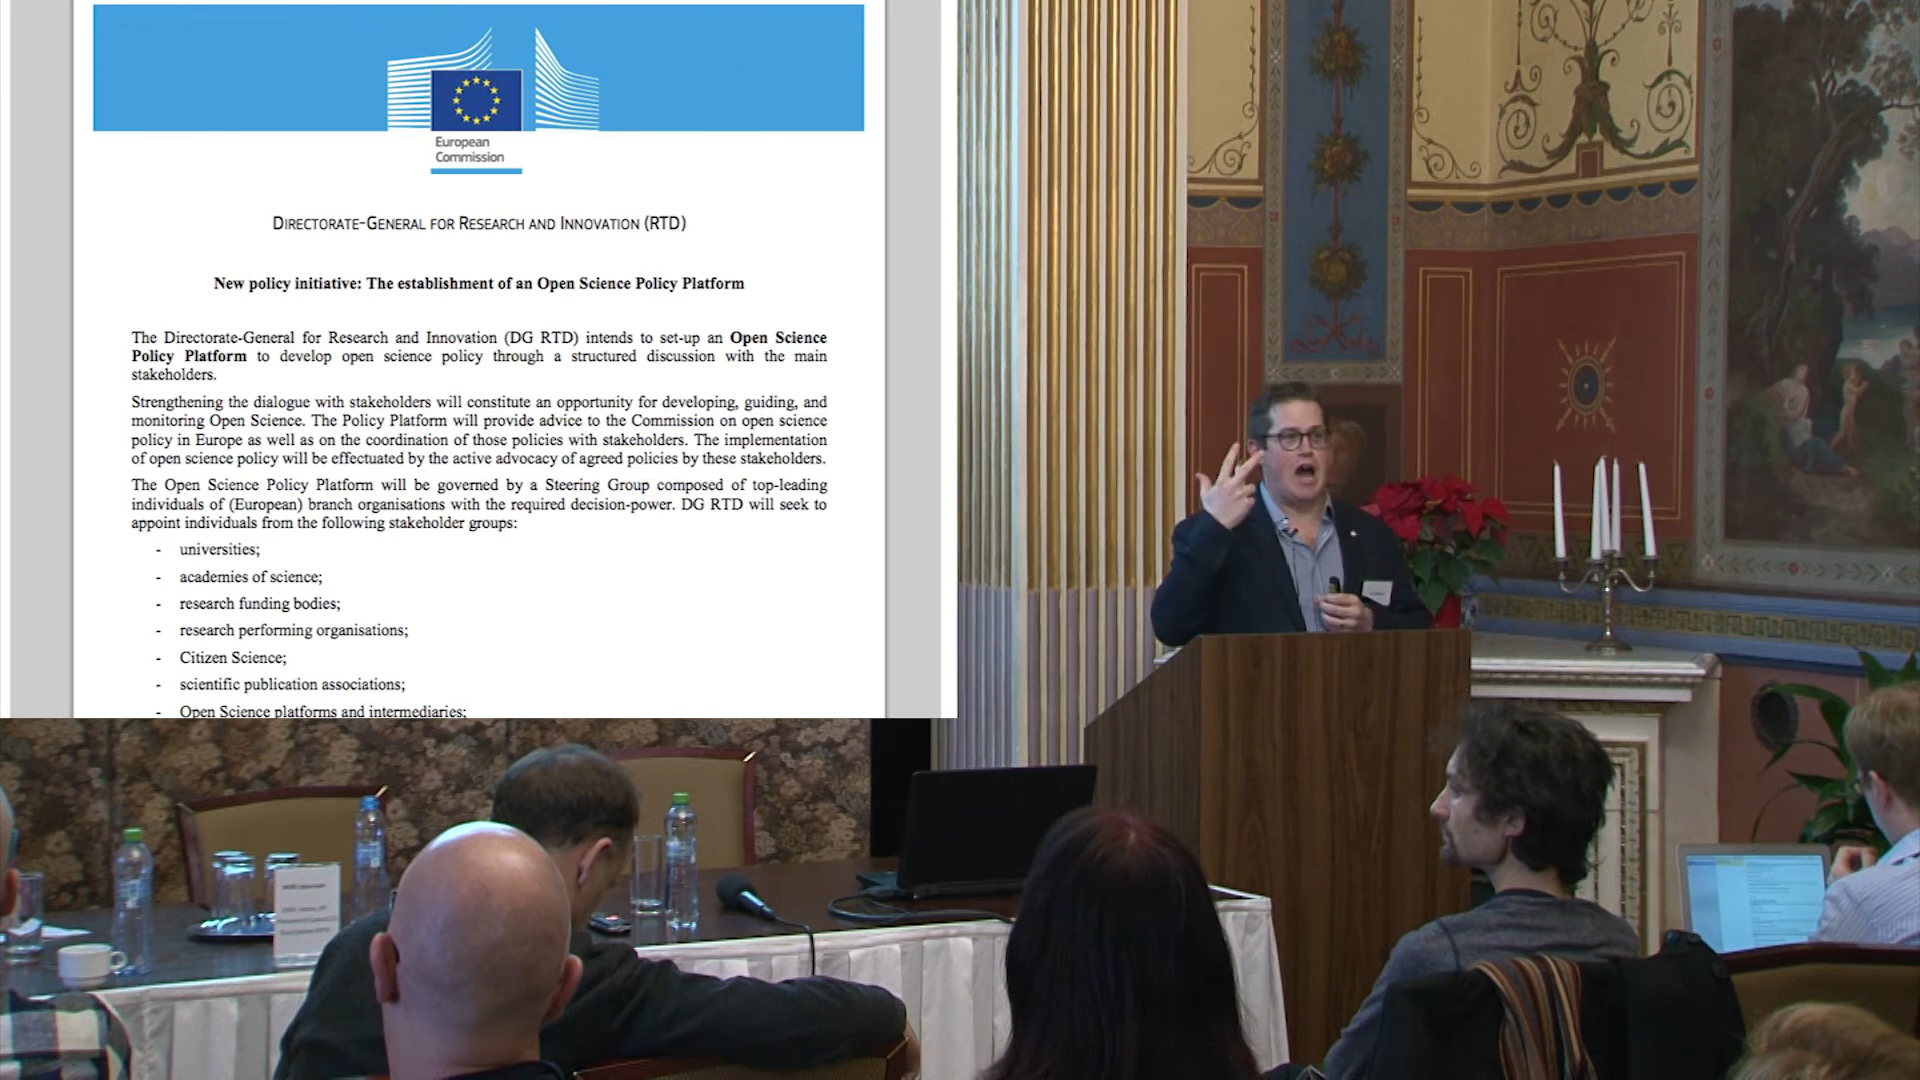 European
Commission
DIRECTORATE-GENERAL FOR RESEARCH AND INNOVATION (RTD)
New policy initiative: The establishment of an Open Science Policy Platform
The Directorate-General for Research and Innovation (DG RTD) intends to set-up an Open Science
Policy Platform to develop open science policy through a structured discussion with the main
stakeholders.
Strengthening the dialogue with stakeholders will constitute an opportunity for developing, guiding, and
monitoring Open Science. The Policy Platform will provide advice to the Commission on open science
policy in Europe as well as on the coordination of those policies with stakeholders. The implementation
of open science policy will be effectuated by the active advocacy of agreed policies by these stakeholders.
The Open Science Policy Platform will be governed by a Steering Group composed of top-leading
individuals of (European) branch organisations with the required decision-power. DG RTD will seek to
appoint individuals from the following stakeholder groups:
- universities;
- academies of science;
- research funding bodies;
- research performing organisations;
- Citizen Science;
- scientific publication associations;
- Open Science platforms and intermediaries;